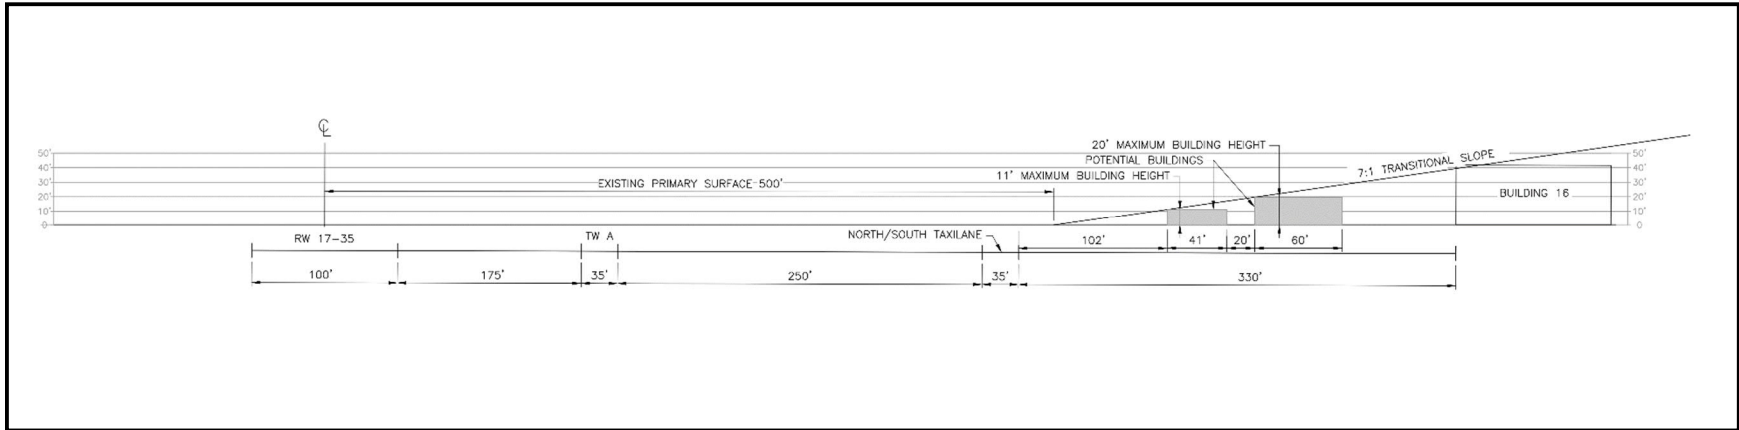 ℄
20' MAXIMUM BUILDING HEIGHT
50'
50'
POTENTIAL BUILDINGS
7:1 TRANSITIONAL SLOPE
40'
40'
11' MAXIMUM BUILDING HEIGHT
30'
EXISTING PRIMARY SURFACE-500'
30'
20'
BUILDING 16
20'
10'
10'
0
0
RW 17-35
TW A
NORTH/SOUTH TAXILANE
102'
41'
20'
60'
100'
175'
35'
250'
35'
330'